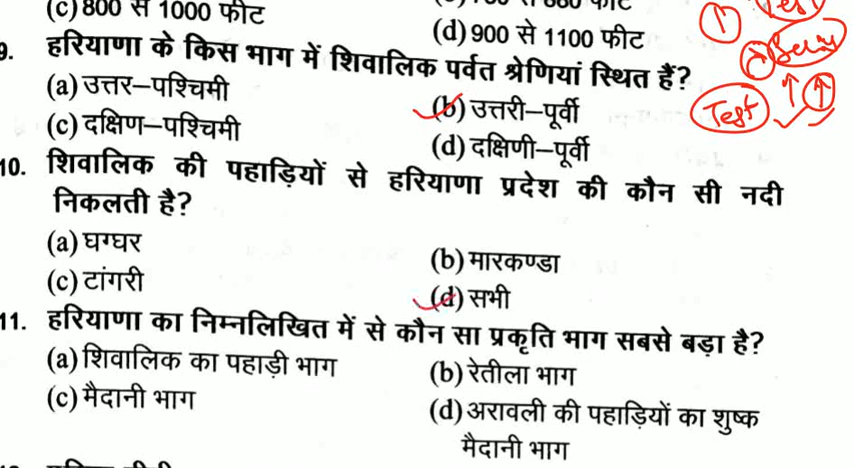 (c) 800 से 1000 फीट
(d) 900 से 1100 फीट
9. हरियाणा के किस भाग में शिवालिक पर्वत श्रेणियां स्थित हैं?
(a) उत्तर–पश्चिमी
(b) उत्तरी–पूर्वी
(c) दक्षिण–पश्चिमी
(d) दक्षिणी–पूर्वी
10. शिवालिक की पहाड़ियों से हरियाणा प्रदेश की कौन सी नदी
निकलती है?
(a) घग्घर
(b) मारकण्डा
(c) टांगरी
(d) सभी
11. हरियाणा का निम्नलिखित में से कौन सा प्रकृति भाग सबसे बड़ा है?
(a) शिवालिक का पहाड़ी भाग
(b) रेतीला भाग
(c) मैदानी भाग
(d) अरावली की पहाड़ियों का शुष्क
मैदानी भाग
Test